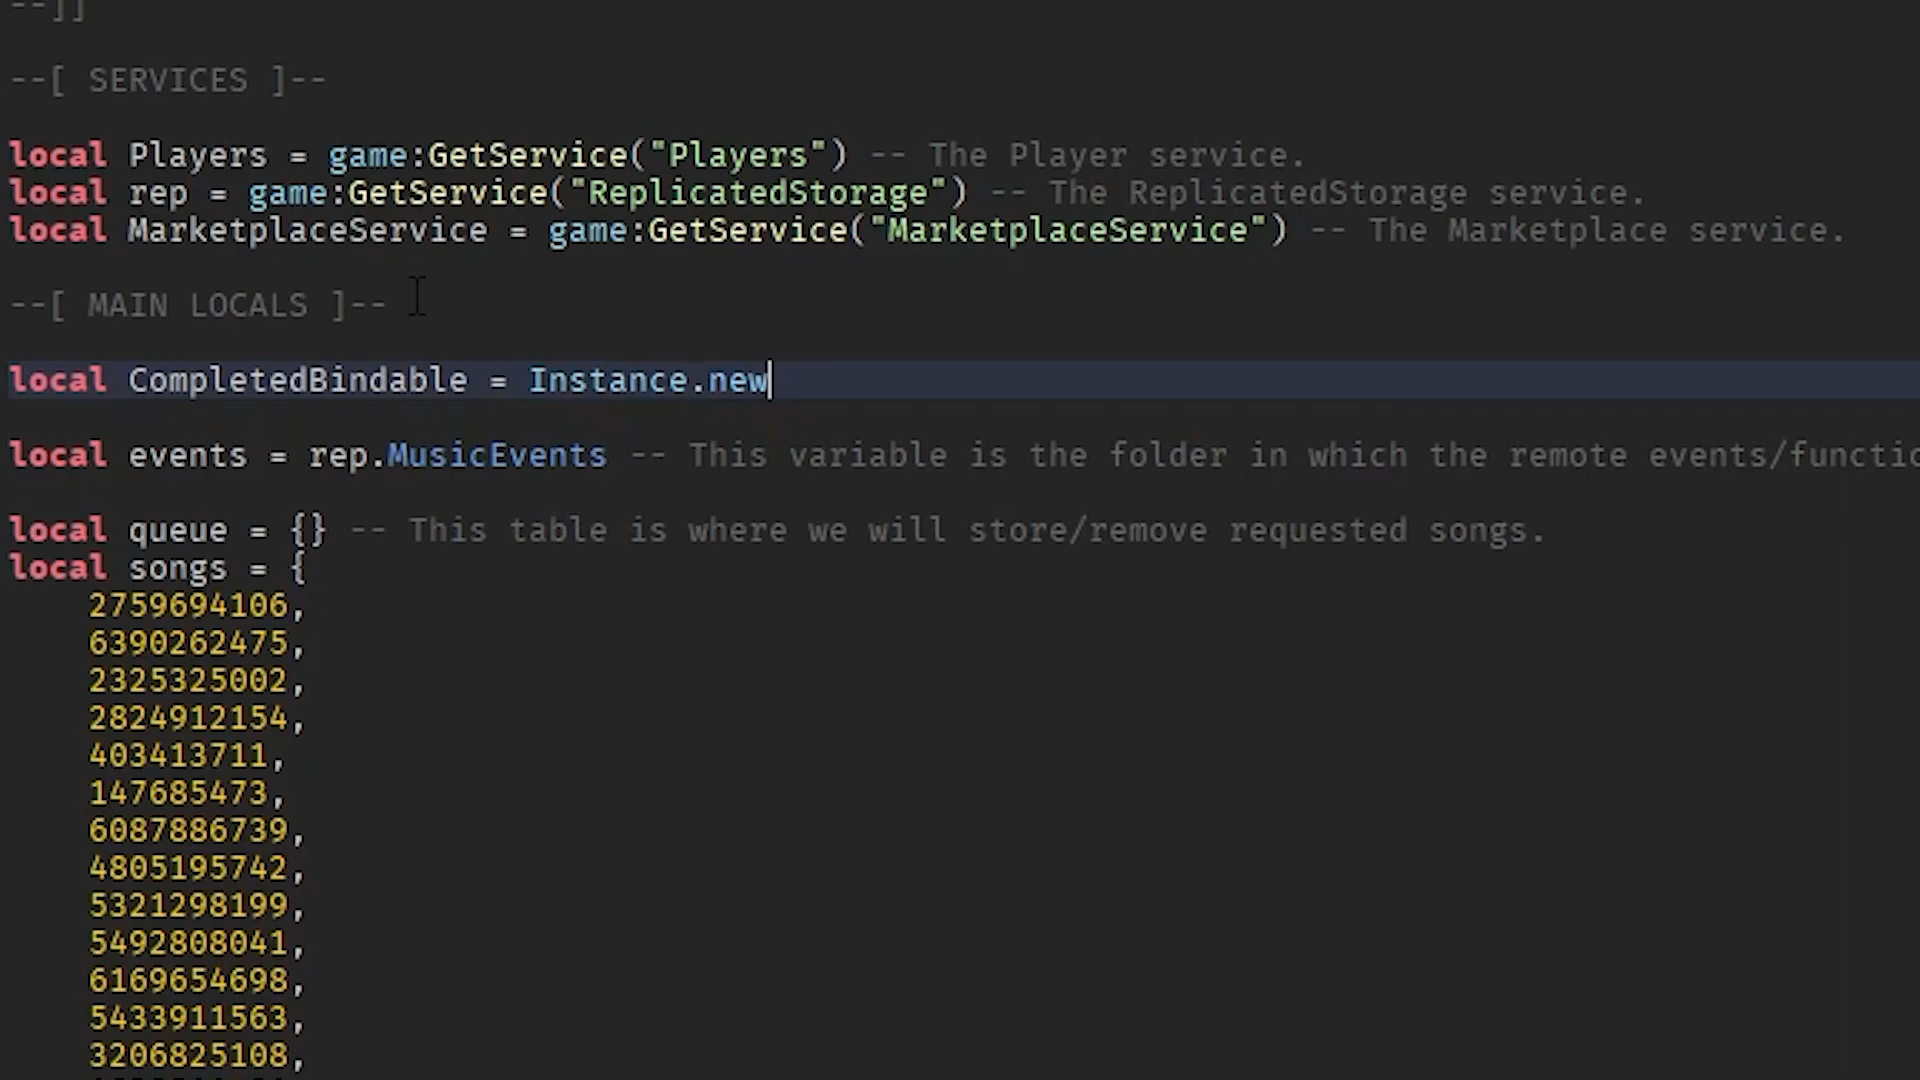 --]]
--[ SERVICES ]--
local Players = game:GetService("Players") -- The Player service.
local rep = game:GetService("ReplicatedStorage") -- The ReplicatedStorage service.
local MarketplaceService = game:GetService("MarketplaceService") -- The Marketplace service.
--[ MAIN LOCALS ]--
local CompletedBindable = Instance.new
local events = rep.MusicEvents -- This variable is the folder in which the remote
local queue = {} -- This table is where we will store/remove requested songs.
local songs = {
2759694106,
6390262475,
2325325002,
2824912154,
403413711,
147685473,
6087886739,
4805195742,
5321298199,
5492808041,
6169654698,
5433911563,
3206825108,